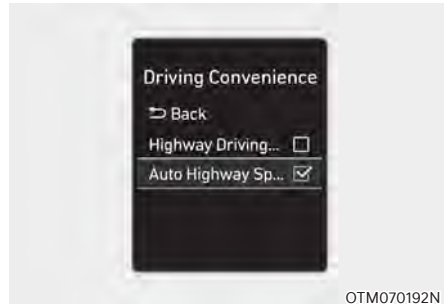 Driving Convenience
Back
Highway Driving...
Auto Highway Sp...
OTM070192N